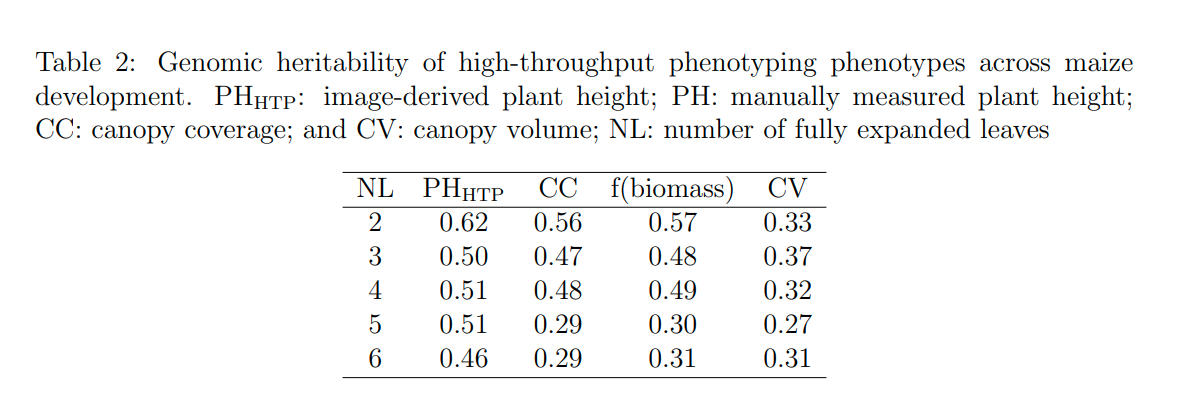 Table 2: Genomic heritability of high-throughput phenotyping phenotypes across maize
development. PHHTP: image-derived plant height; PH: manually measured plant height;
CC: canopy coverage; and CV: canopy volume; NL: number of fully expanded leaves
NL PHHTP CC f(biomass) CV
2 0.62 0.56 0.57 0.33
3 0.50 0.47 0.48 0.37
4 0.51 0.48 0.49 0.32
5 0.51 0.29 0.30 0.27
6 0.46 0.29 0.31 0.31